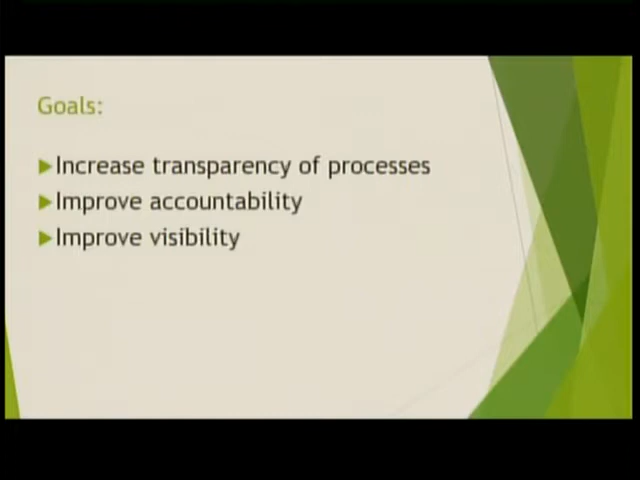 Goals:
Increase transparency of processes
Improve accountability
Improve visibility